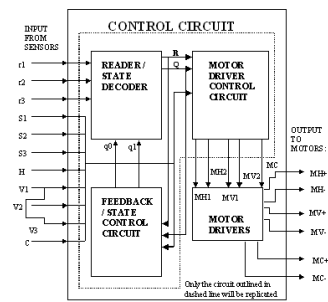 CONTROL CIRCUIT
INPUT
FROM
SENSORS
r1
r2
r3
S1
S2
S3
H
V1
V2
V3
C
READER /
STATE
DECODER
R
Q
MOTOR
DRIVER
CONTROL
CIRCUIT
q0
q1
MH2
MV2
MH1
MV1
FEEDBACK
/ STATE
CONTROL
CIRCUIT
MOTOR
DRIVERS
OUTPUT
TO
MOTORS :
MC
MH+
MH-
MV+
MV-
MC+
MC-
Only the circuit outlined in
dashed line will be replicated